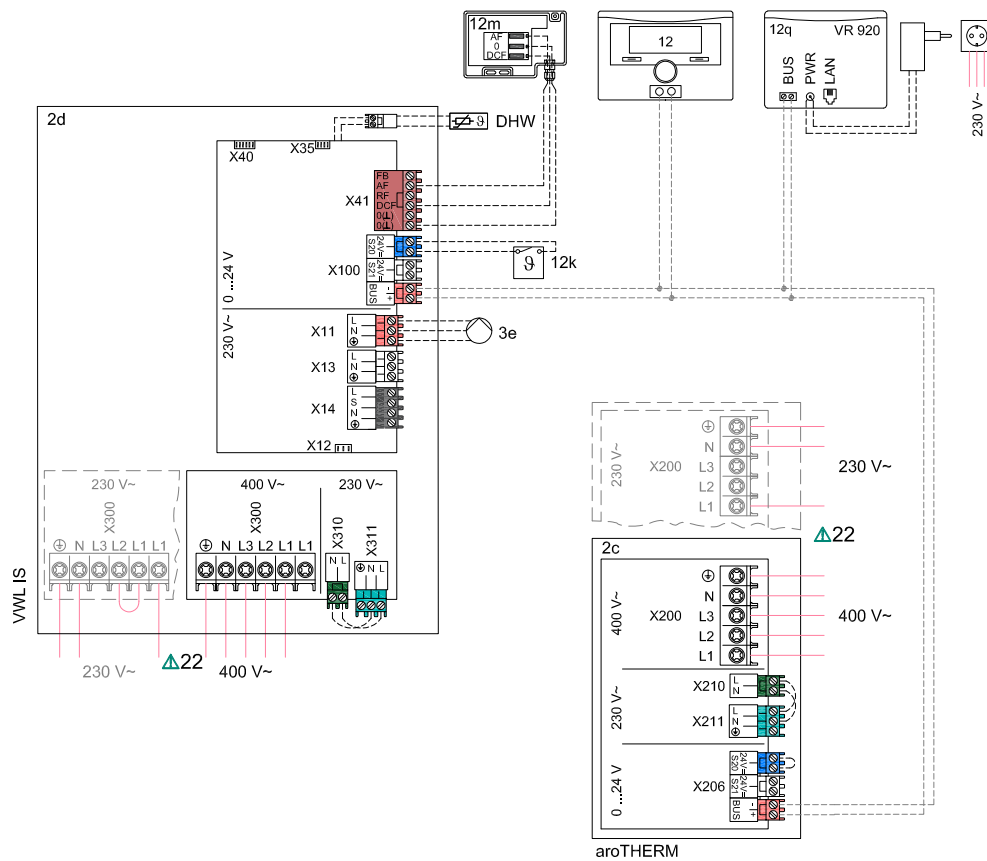 12m
AF
0
DCF
12
12q
VR 920
BUS
PWR
LAN
230 V~
2d
DHW
X40
X35
X41
FB
AF
RF
DCF
0(L)
0(L)
X100
24V=
S20
24V=
S21
BUS
-
+
12k
0 ...24 V
230 V~
X11
L
N
3e
X13
L
N
X14
L
S
N
X12
230 V~
X300
N L3 L2 L1 L1
400 V~
X300
N L3 L2 L1 L1
230 V~
X310
N L
X311
N L
VWL IS
230 V~
22
400 V~
230 V~
X200
N
L3
L2
L1
230 V~
22
2c
400 V~
X200
N
L3
L2
L1
400 V~
230 V~
X210
L
N
X211
L
N
0 ...24 V
X206
24V=
S20
24V=
S21
BUS
-
+
aroTHERM